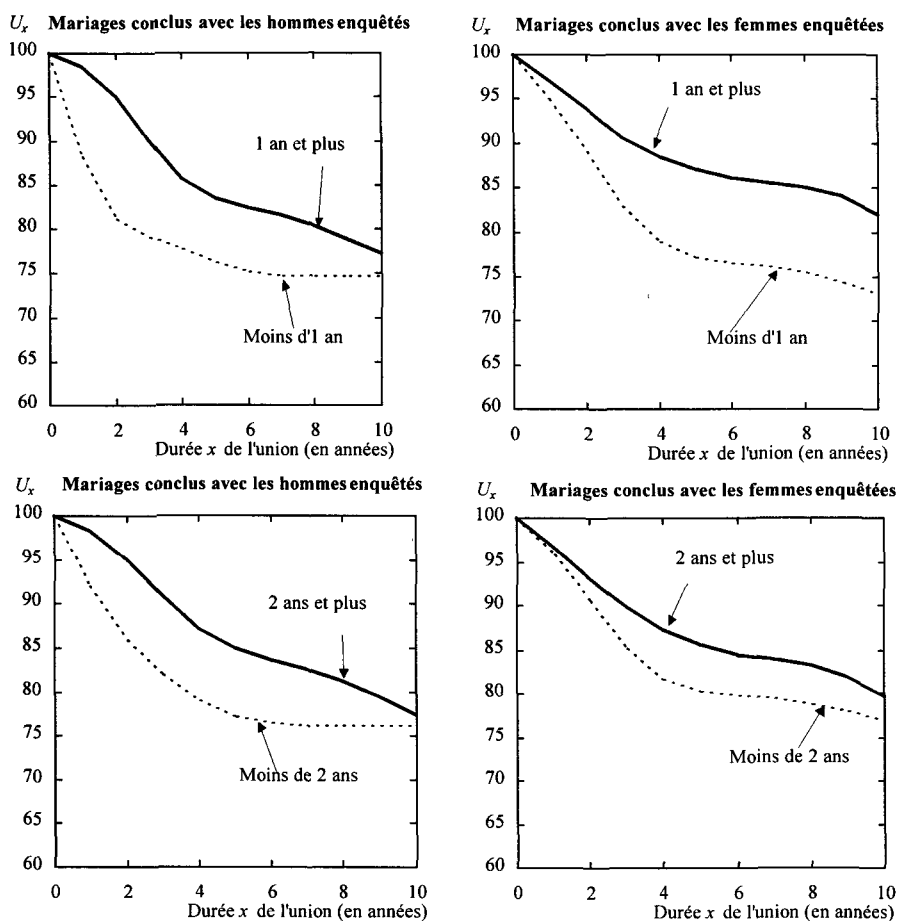 U_x Mariages conclus avec les hommes enquêtés
100
95
90
85
80
75
70
65
60
1 an et plus
Moins d'1 an
0 2 4 6 8 10
Durée x de l'union (en années)
U_x Mariages conclus avec les femmes enquêtées
100
95
90
85
80
75
70
65
60
1 an et plus
Moins d'1 an
0 2 4 6 8 10
Durée x de l'union (en années)
U_x Mariages conclus avec les hommes enquêtés
100
95
90
85
80
75
70
65
60
2 ans et plus
Moins de 2 ans
0 2 4 6 8 10
Durée x de l'union (en années)
U_x Mariages conclus avec les femmes enquêtées
100
95
90
85
80
75
70
65
60
2 ans et plus
Moins de 2 ans
0 2 4 6 8 10
Durée x de l'union (en années)